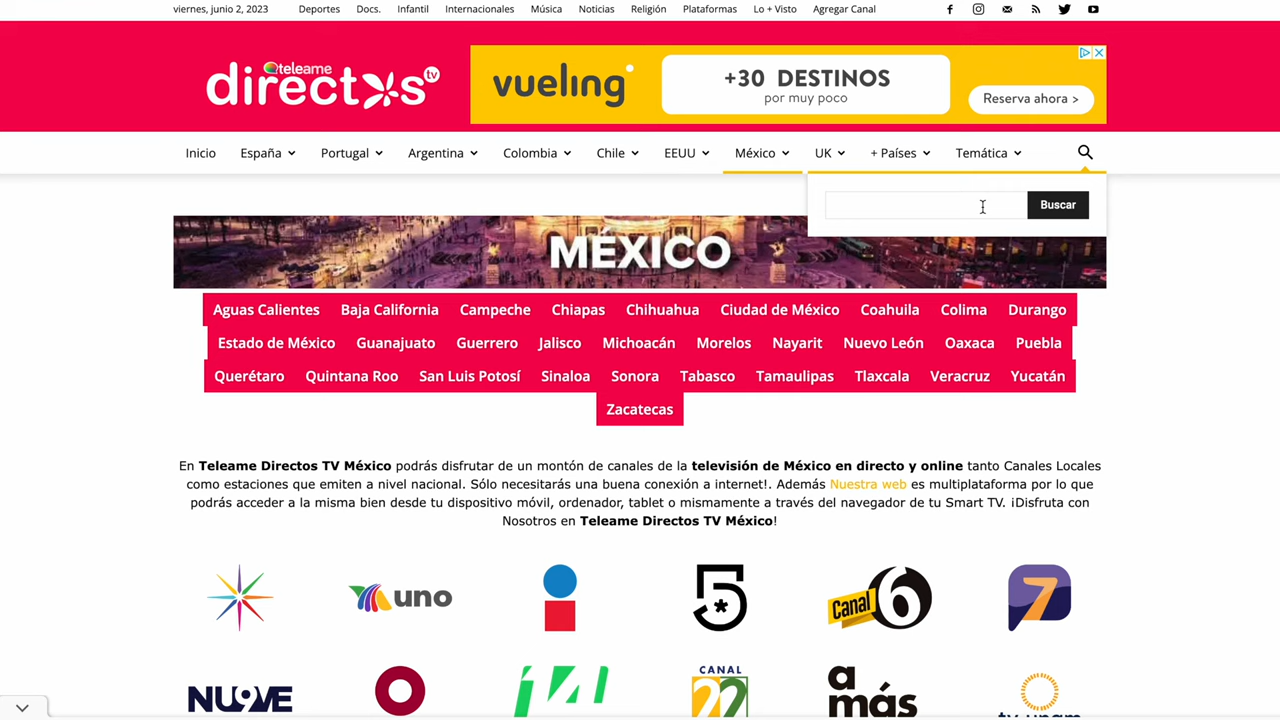 viernes, junio 2, 2023 Deportes Docs. Infantil Internacionales Música Noticias Religión Plataformas Lo + Visto Agregar Canal
teleame
directos tv
vueling
+30 DESTINOS
por muy poco
Reserva ahora >
Inicio España Portugal Argentina Colombia Chile EEUU México UK + Países Temática
Buscar
MÉXICO
Aguas Calientes Baja California Campeche Chiapas Chihuahua Ciudad de México Coahuila Colima Durango
Estado de México Guanajuato Guerrero Jalisco Michoacán Morelos Nayarit Nuevo León Oaxaca Puebla
Querétaro Quintana Roo San Luis Potosí Sinaloa Sonora Tabasco Tamaulipas Tlaxcala Veracruz Yucatán
Zacatecas
En Teleame Directos TV México podrás disfrutar de un montón de canales de la televisión de México en directo y online tanto Canales Locales
como estaciones que emiten a nivel nacional. Sólo necesitarás una buena conexión a internet!. Además Nuestra web es multiplataforma por lo que
podrás acceder a la misma bien desde tu dispositivo móvil, ordenador, tablet o mismamente a través del navegador de tu Smart TV. ¡Disfruta con
Nosotros en Teleame Directos TV México!
uno 5* Canal 6 7
NU9VE 14 CANAL 22 a más tv unam